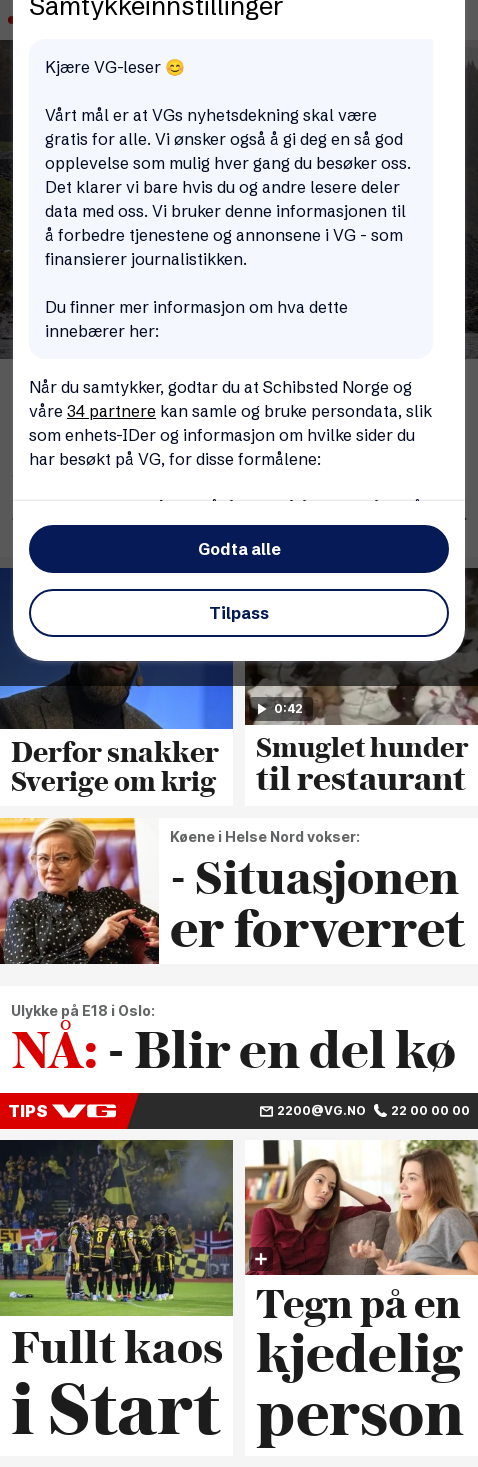 Samtykkeinnstillinger
Kjære VG-leser 😊
Vårt mål er at VGs nyhetsdekning skal være
gratis for alle. Vi ønsker også å gi deg en så god
opplevelse som mulig hver gang du besøker oss.
Det klarer vi bare hvis du og andre lesere deler
data med oss. Vi bruker denne informasjonen til
å forbedre tjenestene og annonsene i VG - som
finansierer journalistikken.
Du finner mer informasjon om hva dette
innebærer her:
Når du samtykker, godtar du at Schibsted Norge og
våre 34 partnere kan samle og bruke persondata, slik
som enhets-IDer og informasjon om hvilke sider du
har besøkt på VG, for disse formålene:
Godta alle
Tilpass
0:42
Derfor snakker
Sverige om krig
Smuglet hunder
til restaurant
Køene i Helse Nord vokser:
- Situasjonen
er forverret
Ulykke på E18 i Oslo:
NÅ: - Blir en del kø
TIPS VG
2200@VG.NO 22 00 00 00
Fullt kaos
i Start
Tegn på en
kjedelig
person